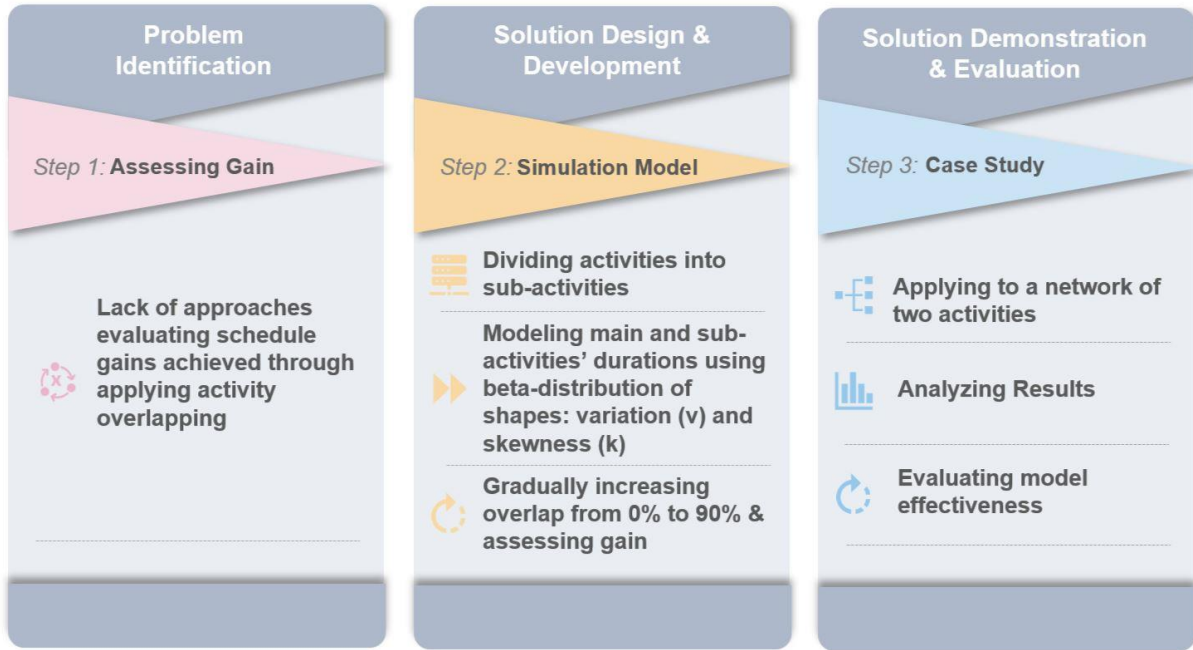 Problem
Identification
Step 1: Assessing Gain
Lack of approaches
evaluating schedule
gains achieved through
applying activity
overlapping
Solution Design &
Development
Step 2: Simulation Model
Dividing activities into
sub-activities
Modeling main and sub-
activities’ durations using
beta-distribution of
shapes: variation (v) and
skewness (k)
Gradually increasing
overlap from 0% to 90% &
assessing gain
Solution Demonstration
& Evaluation
Step 3: Case Study
Applying to a network of
two activities
Analyzing Results
Evaluating model
effectiveness